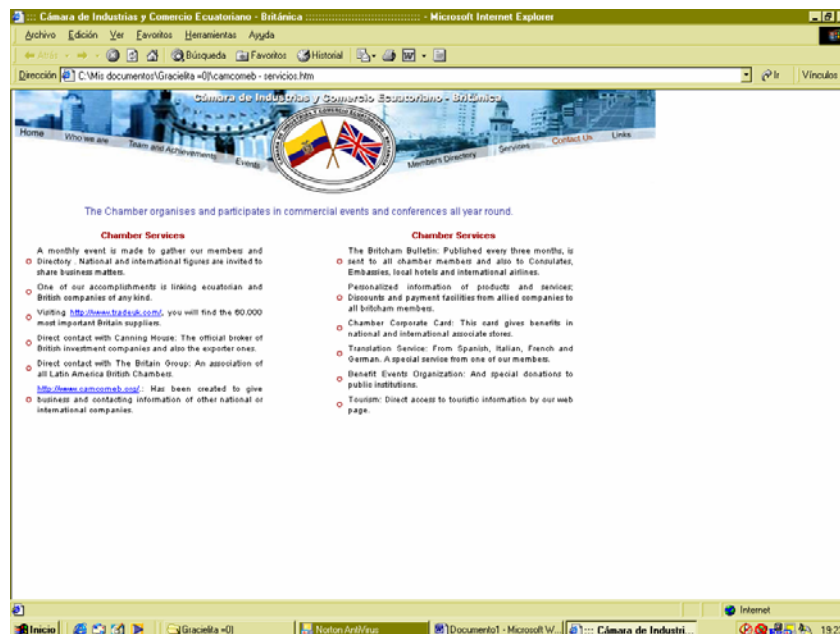 ::: Cámara de Industrias y Comercio Ecuatoriano - Británica ::::::::::::::::::::::::::::::::::: - Microsoft Internet Explorer
Archivo Edición Ver Favoritos Herramientas Ayuda
Atrás Búsqueda Favoritos Historial
Dirección C:\Mis documentos\Gracielita =0)\camcomeb - servicios.htm Ir Vínculos
Cámara de Industrias y Comercio Ecuatoriano - Británica
CÁMARA DE INDUSTRIAS Y COMERCIO ECUATORIANO - BRITÁNICA
Home Who we are Team and Achievements Events Members Directory Services Contact Us Links
The Chamber organises and participates in commercial events and conferences all year round.
Chamber Services
A monthly event is made to gather our members and
Directory . National and international figures are invited to
share business matters.
One of our accomplishments is linking ecuatorian and
British companies of any kind.
Visiting http://www.tradeuk.com/, you will find the 60.000
most important Britain suppliers.
Direct contact with Canning House: The official broker of
British investment companies and also the exporter ones.
Direct contact with The Britain Group: An association of
all Latin America British Chambers.
http://www.camcomeb.org/.: Has been created to give
business and contacting information of other national or
international companies.
Chamber Services
The Britcham Bulletin: Published every three months, is
sent to all chamber members and also to Consulates,
Embassies, local hotels and international airlines.
Personalized information of products and services;
Discounts and payment facilities from allied companies to
all britcham members.
Chamber Corporate Card: This card gives benefits in
national and international associate stores.
Translation Service: From Spanish, Italian, French and
German. A special service from one of our members.
Benefit Events Organization: And special donations to
public institutions.
Tourism: Direct access to touristic information by our web
page.
Internet
Inicio Gracielita =0) Norton AntiVirus Documento1 - Microsoft W... ::: Cámara de Industri...